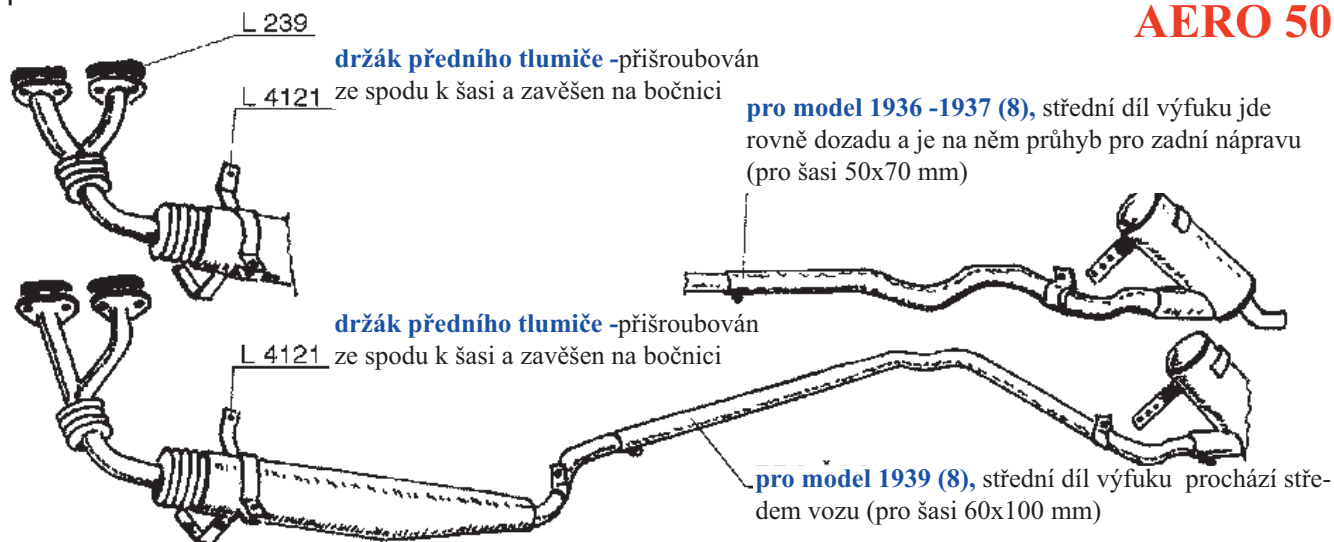 AERO 50
L 239
držák předního tlumiče -přišroubován
ze spodu k šasi a zavěšen na bočnici
L 4121
pro model 1936 -1937 (8), střední díl výfuku jde
rovně dozadu a je na něm průhyb pro zadní nápravu
(pro šasi 50x70 mm)
držák předního tlumiče -přišroubován
ze spodu k šasi a zavěšen na bočnici
L 4121
pro model 1939 (8), střední díl výfuku prochází stře-
dem vozu (pro šasi 60x100 mm)